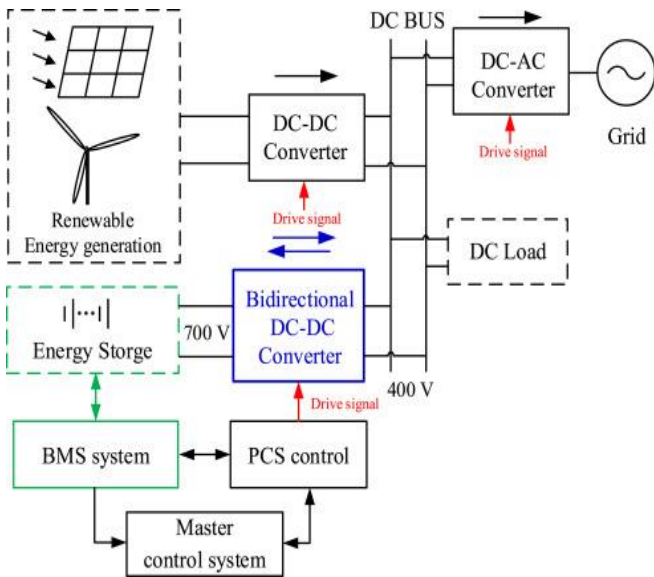 DC BUS
DC-AC
Converter
Drive signal
Grid
DC-DC
Converter
Drive signal
Renewable
Energy generation
DC Load
Bidirectional
DC-DC
Converter
700 V
Energy Storge
400 V
Drive signal
BMS system
PCS control
Master
control system